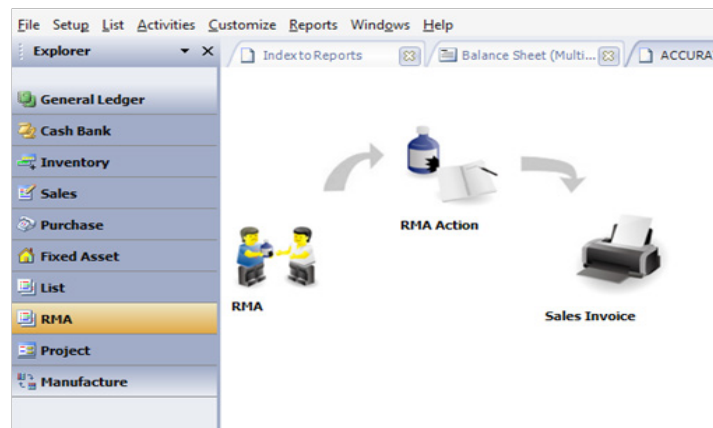 File Setup List Activities Customize Reports Windows Help
Explorer
Index to Reports
Balance Sheet (Multi...
ACCURA
General Ledger
Cash Bank
Inventory
Sales
Purchase
Fixed Asset
List
RMA
Project
Manufacture
RMA Action
RMA
Sales Invoice